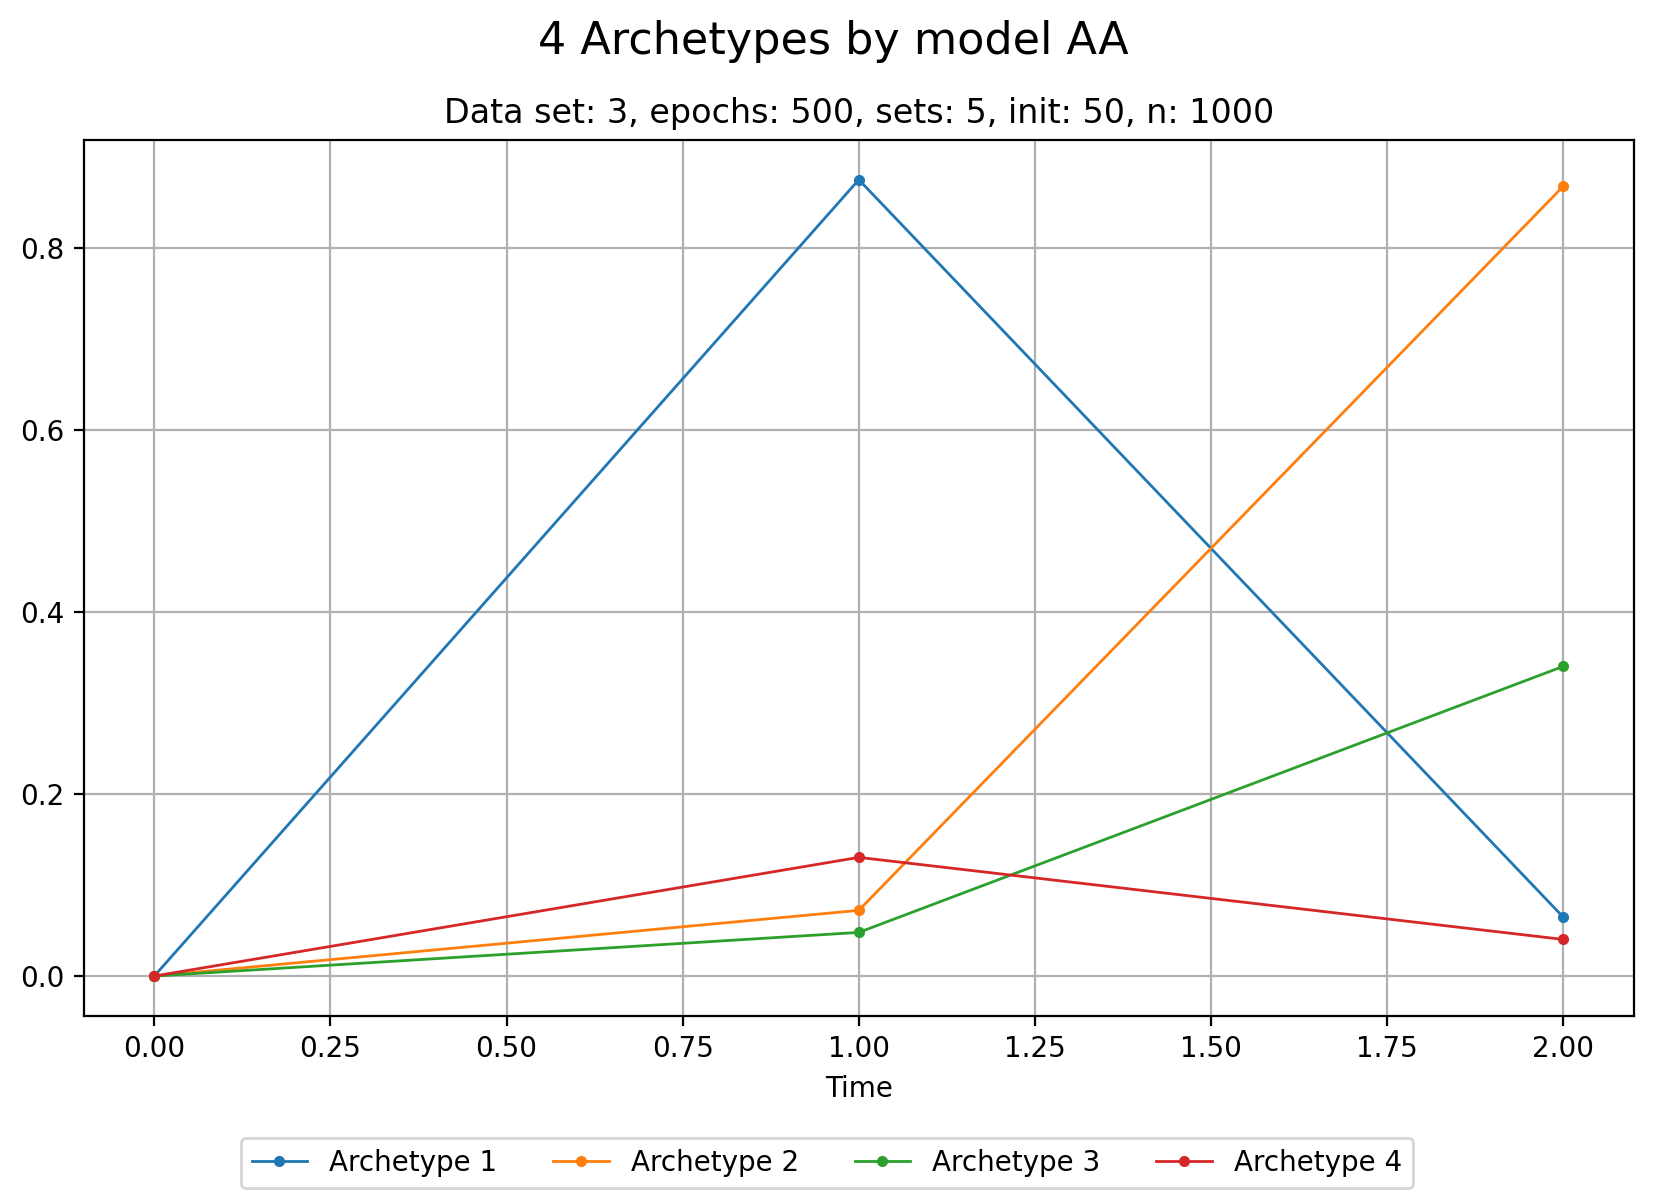 4 Archetypes by model AA
Data set: 3, epochs: 500, sets: 5, init: 50, n: 1000
0.8
0.6
0.4
0.2
0.0
0.00 0.25 0.50 0.75 1.00 1.25 1.50 1.75 2.00
Time
Archetype 1 Archetype 2 Archetype 3 Archetype 4